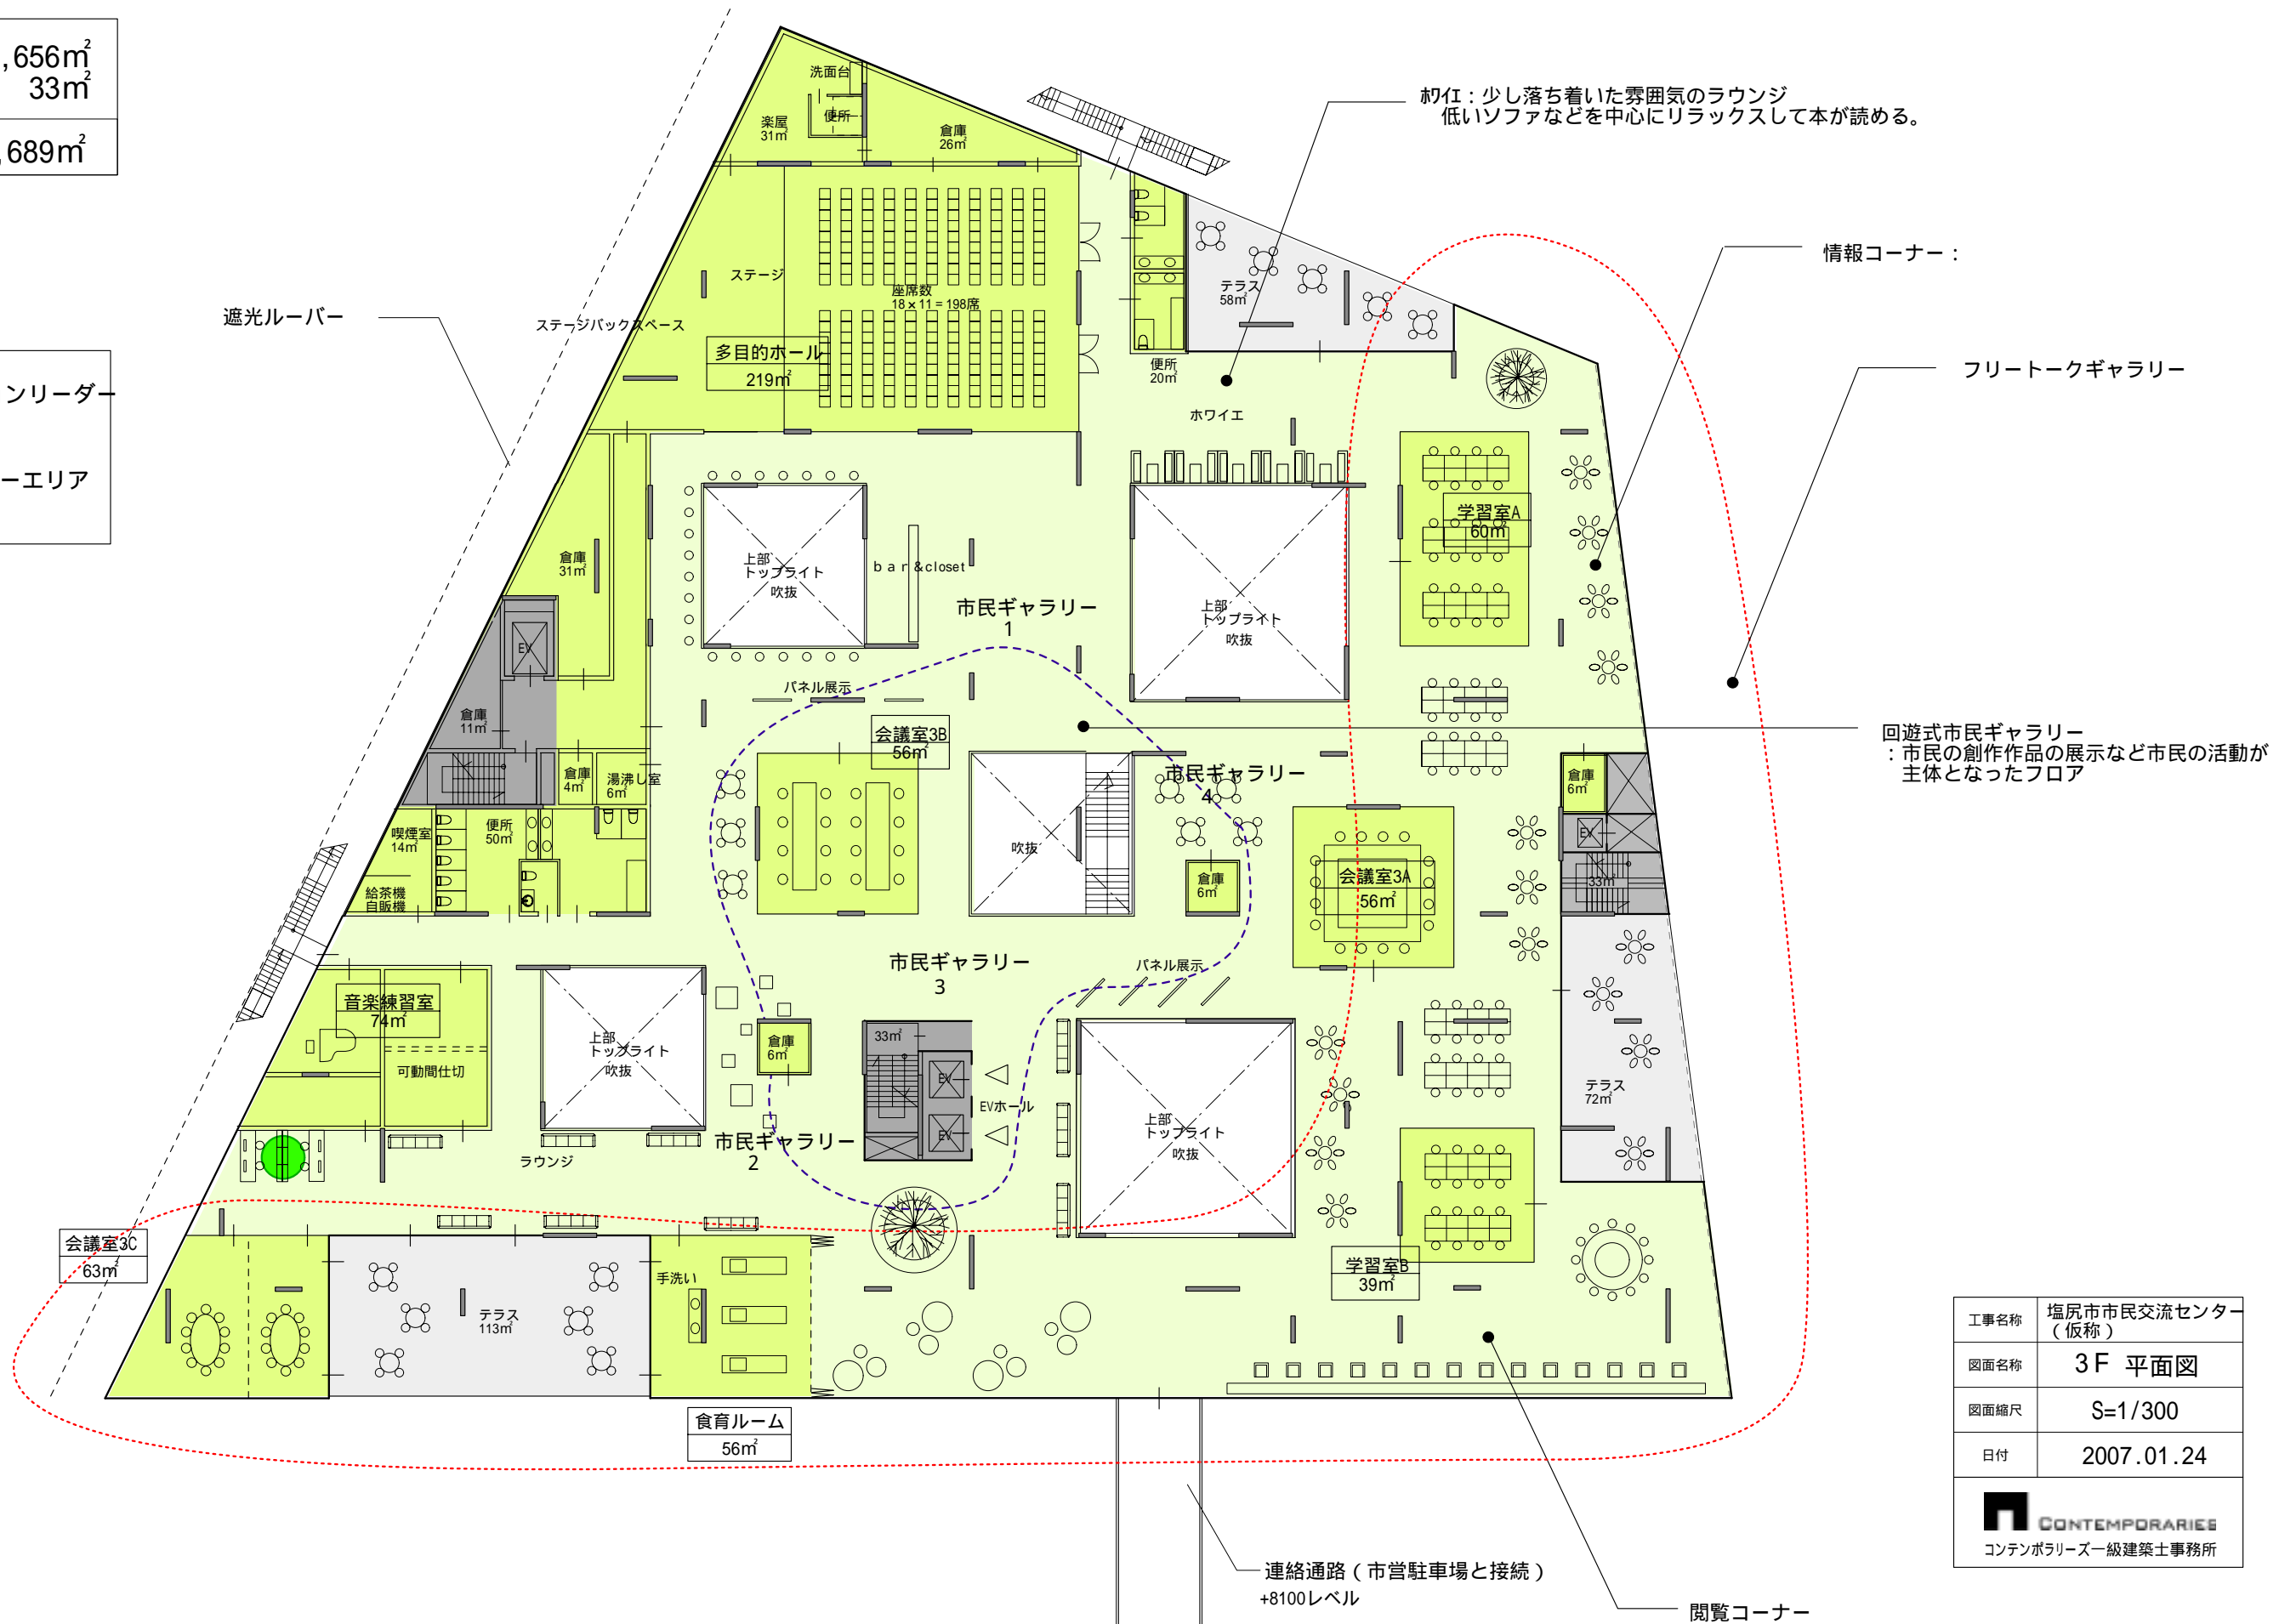 ,656㎡
33㎡
,689㎡
ンリーダー
ーエリア
遮光ルーバー
洗面台
便所
楽屋
31㎡
倉庫
26㎡
ステージ
座席数
18×11＝198席
ステージバックスペース
多目的ホール
219㎡
ﾎﾜｲｴ：少し落ち着いた雰囲気のラウンジ
低いソファなどを中心にリラックスして本が読める。
情報コーナー：
フリートークギャラリー
テラス
58㎡
便所
20㎡
ホワイエ
学習室A
60㎡
倉庫
31㎡
上部
トップライト
吹抜
bar&closet
市民ギャラリー
1
上部
トップライト
吹抜
EV
パネル展示
倉庫
11㎡
会議室3B
56㎡
回遊式市民ギャラリー
：市民の創作作品の展示など市民の活動が
主体となったフロア
倉庫
4㎡
湯沸し室
6㎡
市民ギャラリー
4
倉庫
6㎡
喫煙室
14㎡
便所
50㎡
吹抜
EV
倉庫
6㎡
会議室3A
56㎡
33㎡
給茶機
自販機
市民ギャラリー
3
パネル展示
音楽練習室
74㎡
可動間仕切
上部
トップライト
吹抜
倉庫
6㎡
33㎡
EV
EV
EVホール
テラス
72㎡
上部
トップライト
吹抜
市民ギャラリー
2
ラウンジ
会議室3C
63㎡
手洗い
テラス
113㎡
学習室B
39㎡
食育ルーム
56㎡
連絡通路（市営駐車場と接続）
+8100レベル
閲覧コーナー
工事名称
塩尻市市民交流センター
（仮称）
図面名称
3F 平面図
図面縮尺
S=1/300
日付
2007.01.24
CONTEMPORARIES
コンテンポラリーズ一級建築士事務所